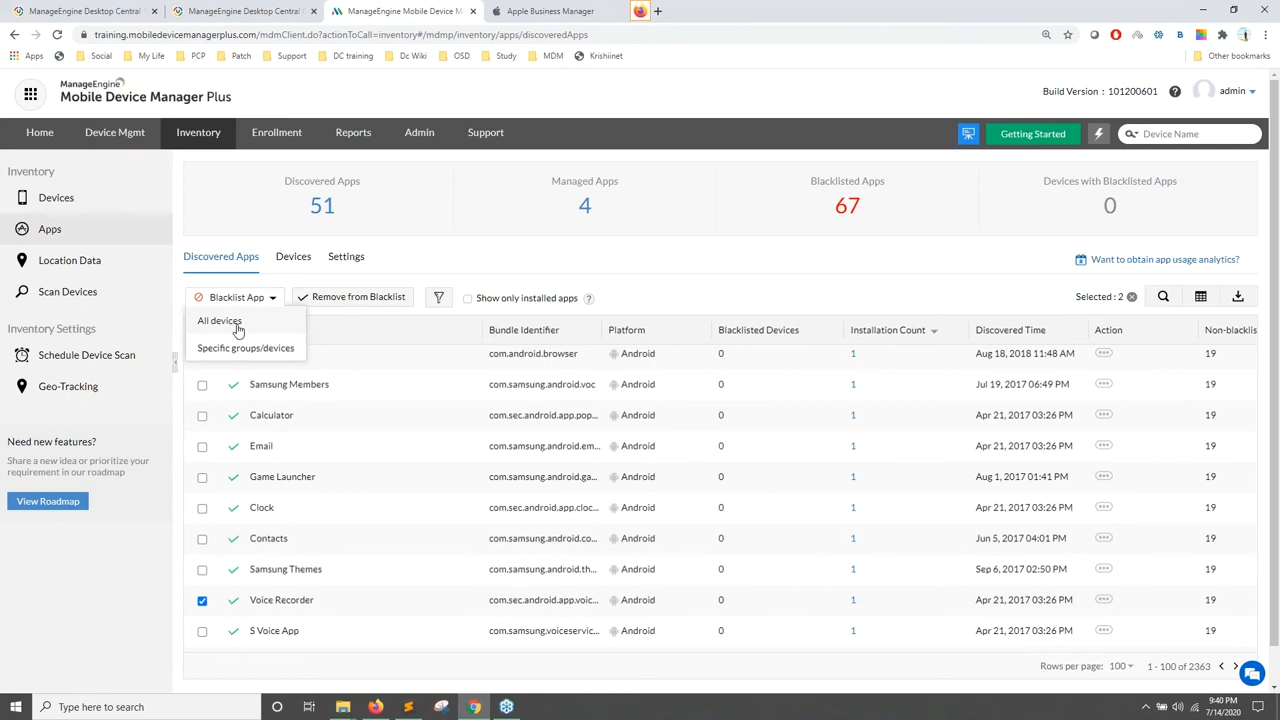 ManageEngine Desktop Central
ManageEngine Desktop Central
ManageEngine Mobile Device M
Apple Business Manager
training.mobiledevicemanagerplus.com/mdmClient.do?actionToCall=inventory#/mdmp/inventory/apps/discoveredApps
Apps
Social
My Life
PCP
Patch
Support
DC training
Dc Wiki
OSD
Study
MDM
Krishiinet
Other bookmarks
ManageEngine
Mobile Device Manager Plus
Build Version : 101200601
admin
Home
Device Mgmt
Inventory
Enrollment
Reports
Admin
Support
Getting Started
Device Name
Inventory
Devices
Apps
Location Data
Scan Devices
Inventory Settings
Schedule Device Scan
Geo-Tracking
Need new features?
Share a new idea or prioritize your
requirement in our roadmap
View Roadmap
Discovered Apps
51
Managed Apps
4
Blacklisted Apps
67
Devices with Blacklisted Apps
0
Discovered Apps
Devices
Settings
Want to obtain app usage analytics?
Blacklist App
Remove from Blacklist
Show only installed apps
Selected : 2
All devices
Specific groups/devices
Bundle Identifier
Platform
Blacklisted Devices
Installation Count
Discovered Time
Action
Non-blacklis
com.android.browser Android 0 1 Aug 18, 2018 11:48 AM 19
Samsung Members com.samsung.android.voc Android 0 1 Jul 19, 2017 06:49 PM 19
Calculator com.sec.android.app.pop... Android 0 1 Apr 21, 2017 03:26 PM 19
Email com.samsung.android.em... Android 0 1 Apr 21, 2017 03:26 PM 19
Game Launcher com.samsung.android.ga... Android 0 1 Aug 1, 2017 01:41 PM 19
Clock com.sec.android.app.cloc... Android 0 1 Apr 21, 2017 03:26 PM 19
Contacts com.samsung.android.co... Android 0 1 Jun 5, 2017 04:01 PM 19
Samsung Themes com.samsung.android.th... Android 0 1 Sep 6, 2017 02:50 PM 19
Voice Recorder com.sec.android.app.voic... Android 0 1 Apr 21, 2017 03:26 PM 19
S Voice App com.samsung.voiceservic... Android 0 1 Apr 21, 2017 03:26 PM 19
Rows per page: 100
1 - 100 of 2363
Type here to search
9:40 PM
7/14/2020